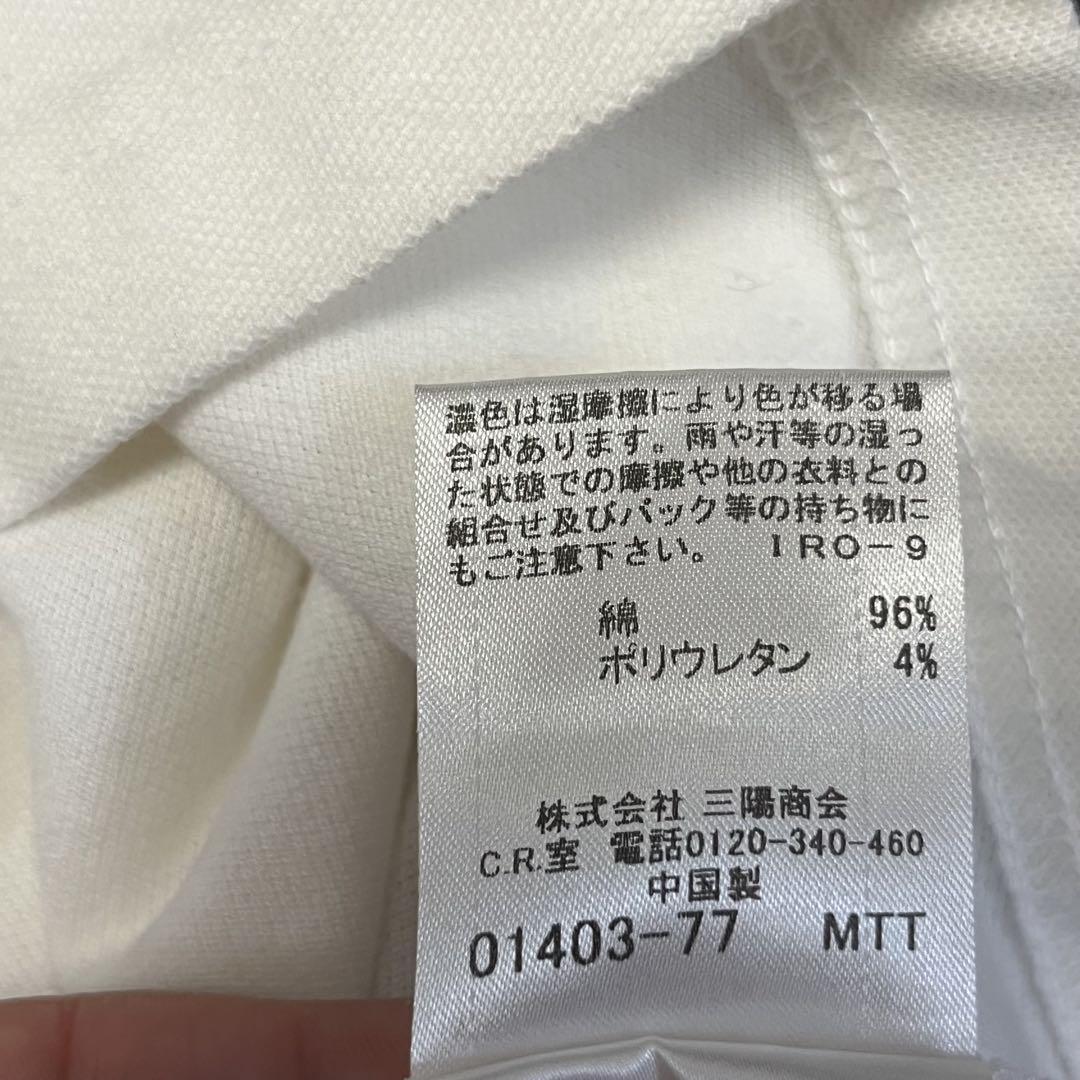 濃色は湿摩擦により色が移る場
合があります。雨や汗等の湿っ
た状態での摩擦や他の衣料との
組合せ及びバック等の持ち物に
もご注意下さい。 IRO-9
綿 96%
ポリウレタン 4%
株式会社 三陽商会
C.R.室 電話0120-340-460
中国製
01403-77 MTT